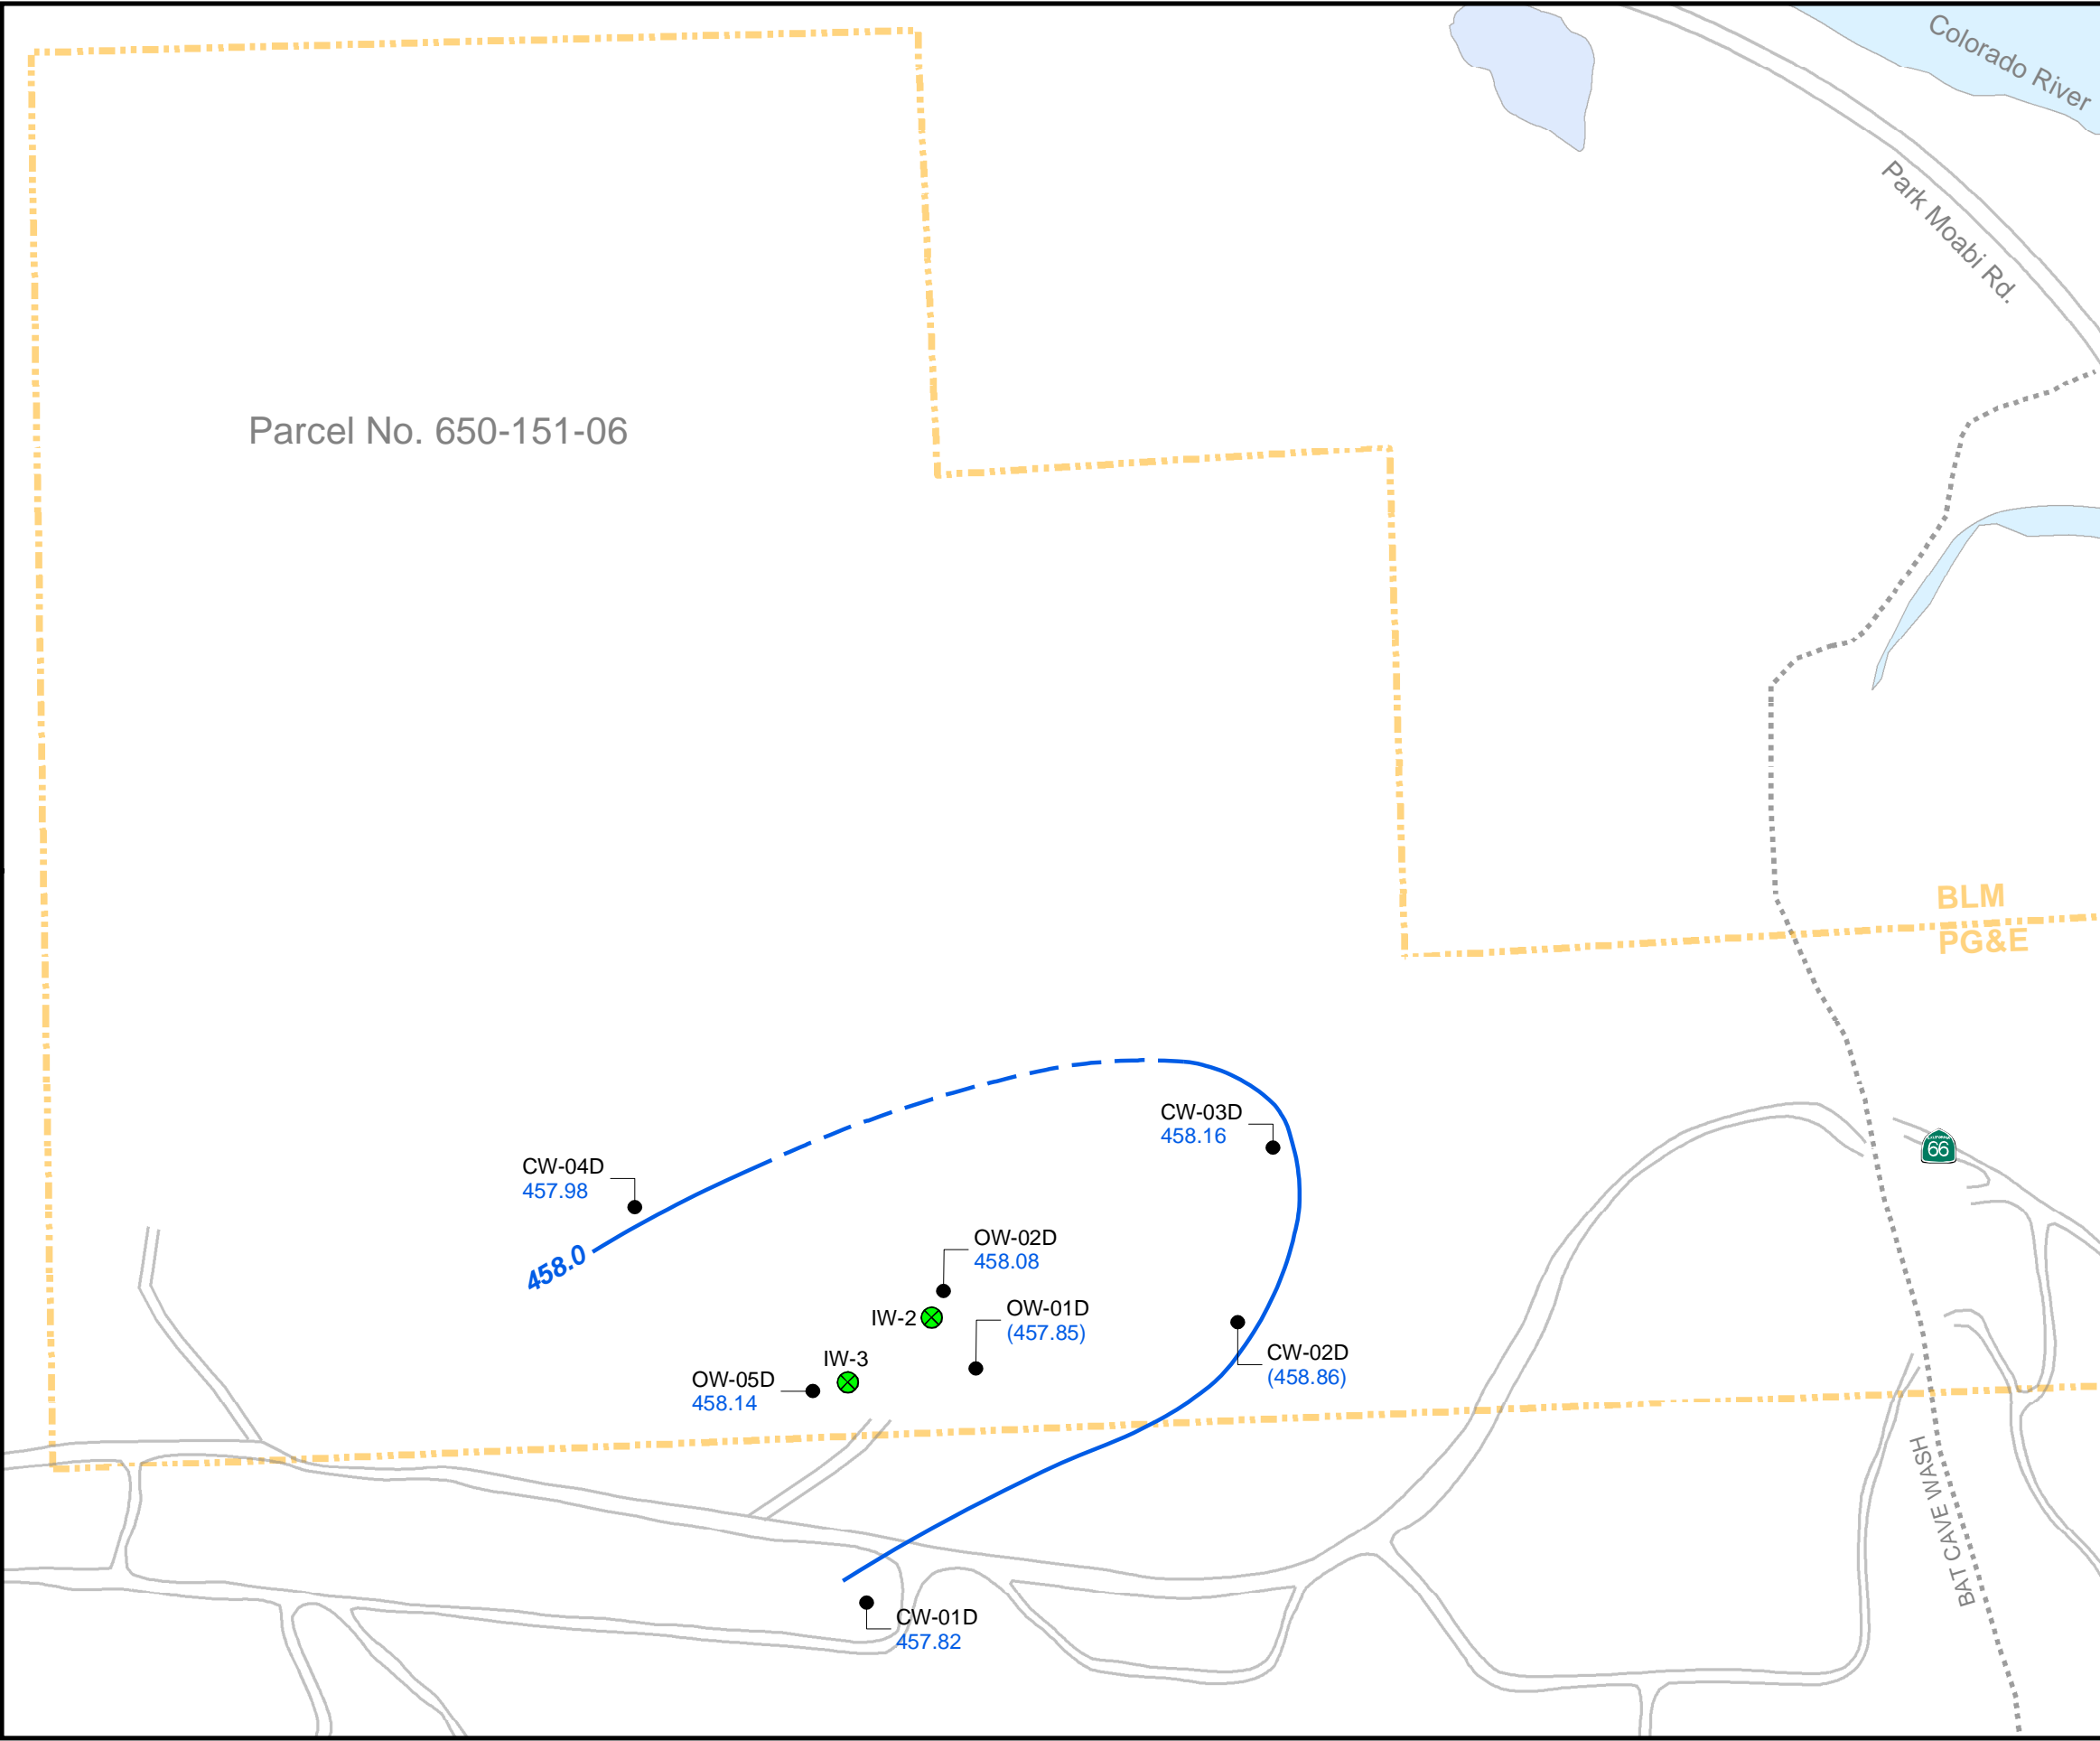 Colorado River
Park Moabi Rd.
Parcel No. 650-151-06
BLM
PG&E
CW-03D
458.16
66
CW-04D
457.98
458.0
OW-02D
458.08
IW-2
OW-01D
(457.85)
IW-3
CW-02D
(458.86)
OW-05D
458.14
BAT CAVE WASH
CW-01D
457.82